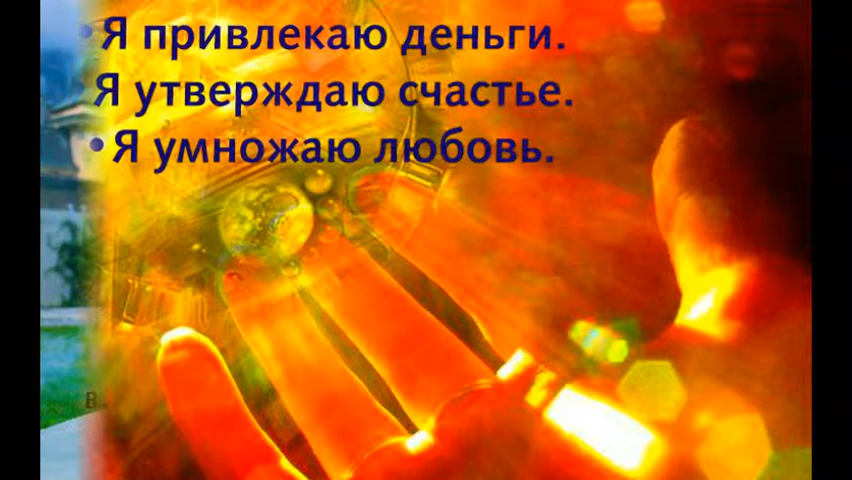 • Я привлекаю деньги.
Я утверждаю счастье.
• Я умножаю любовь.
В